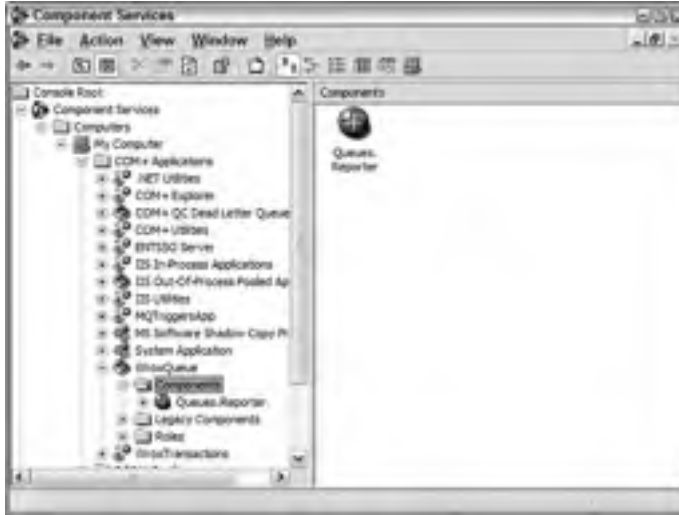 Component Services
File Action View Window Help
Console Root
Component Services
Computers
My Computer
COM+ Applications
.NET Utilities
COM+ Explorer
COM+ QC Dead Letter Queue
COM+ Utilities
ENTSSO Server
IIS In-Process Applications
IIS Out-Of-Process Pooled Ap
IIS Utilities
MQTriggersApp
MS Software Shadow Copy Pr
System Application
WroxQueue
Components
Queues.Reporter
Legacy Components
Roles
WroxTransactions
Components
Queues.
Reporter